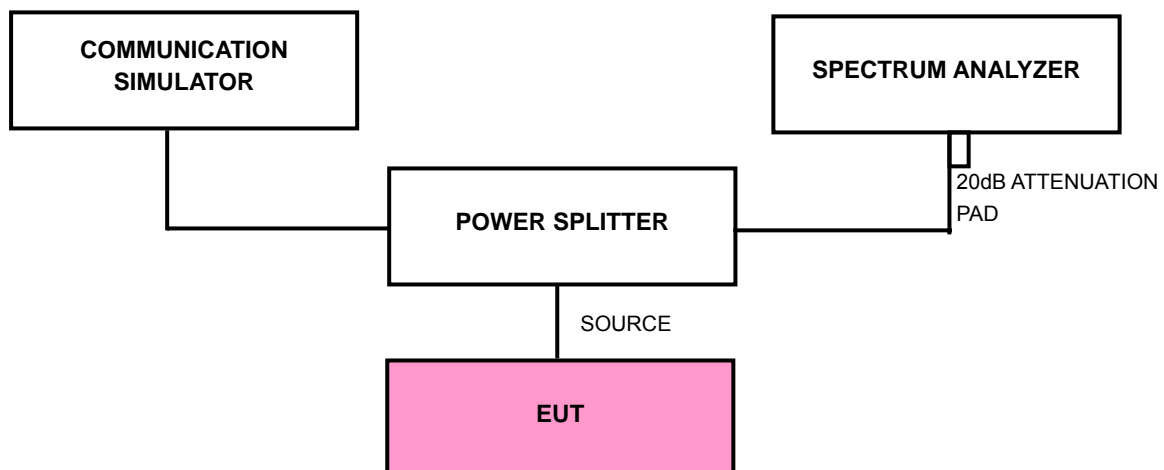 COMMUNICATION
SIMULATOR
SPECTRUM ANALYZER
20dB ATTENUATION
PAD
POWER SPLITTER
SOURCE
EUT